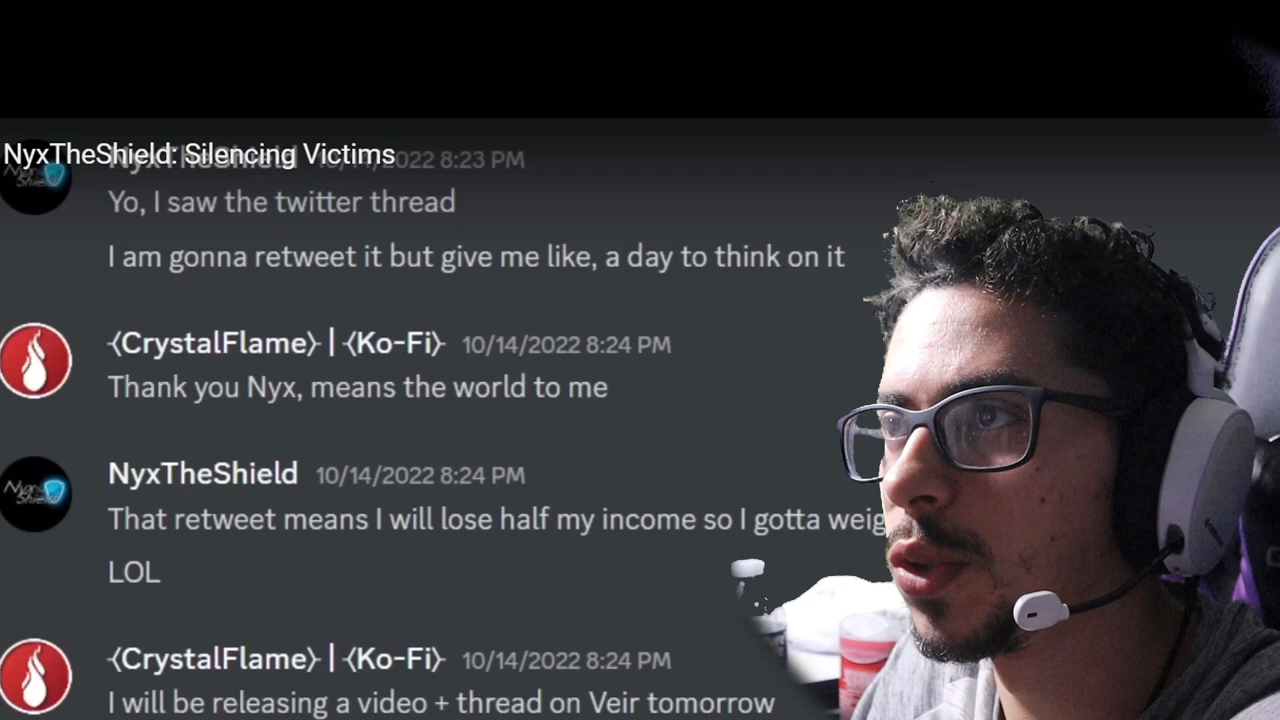 NyxTheShield: Silencing Victims
NyxTheShield 10/14/2022 8:23 PM
Yo, I saw the twitter thread
I am gonna retweet it but give me like, a day to think on it
⟨CrystalFlame⟩ | ⟨Ko-Fi⟩ 10/14/2022 8:24 PM
Thank you Nyx, means the world to me
NyxTheShield 10/14/2022 8:24 PM
That retweet means I will lose half my income so I gotta weig
LOL
⟨CrystalFlame⟩ | ⟨Ko-Fi⟩ 10/14/2022 8:24 PM
I will be releasing a video + thread on Veir tomorrow